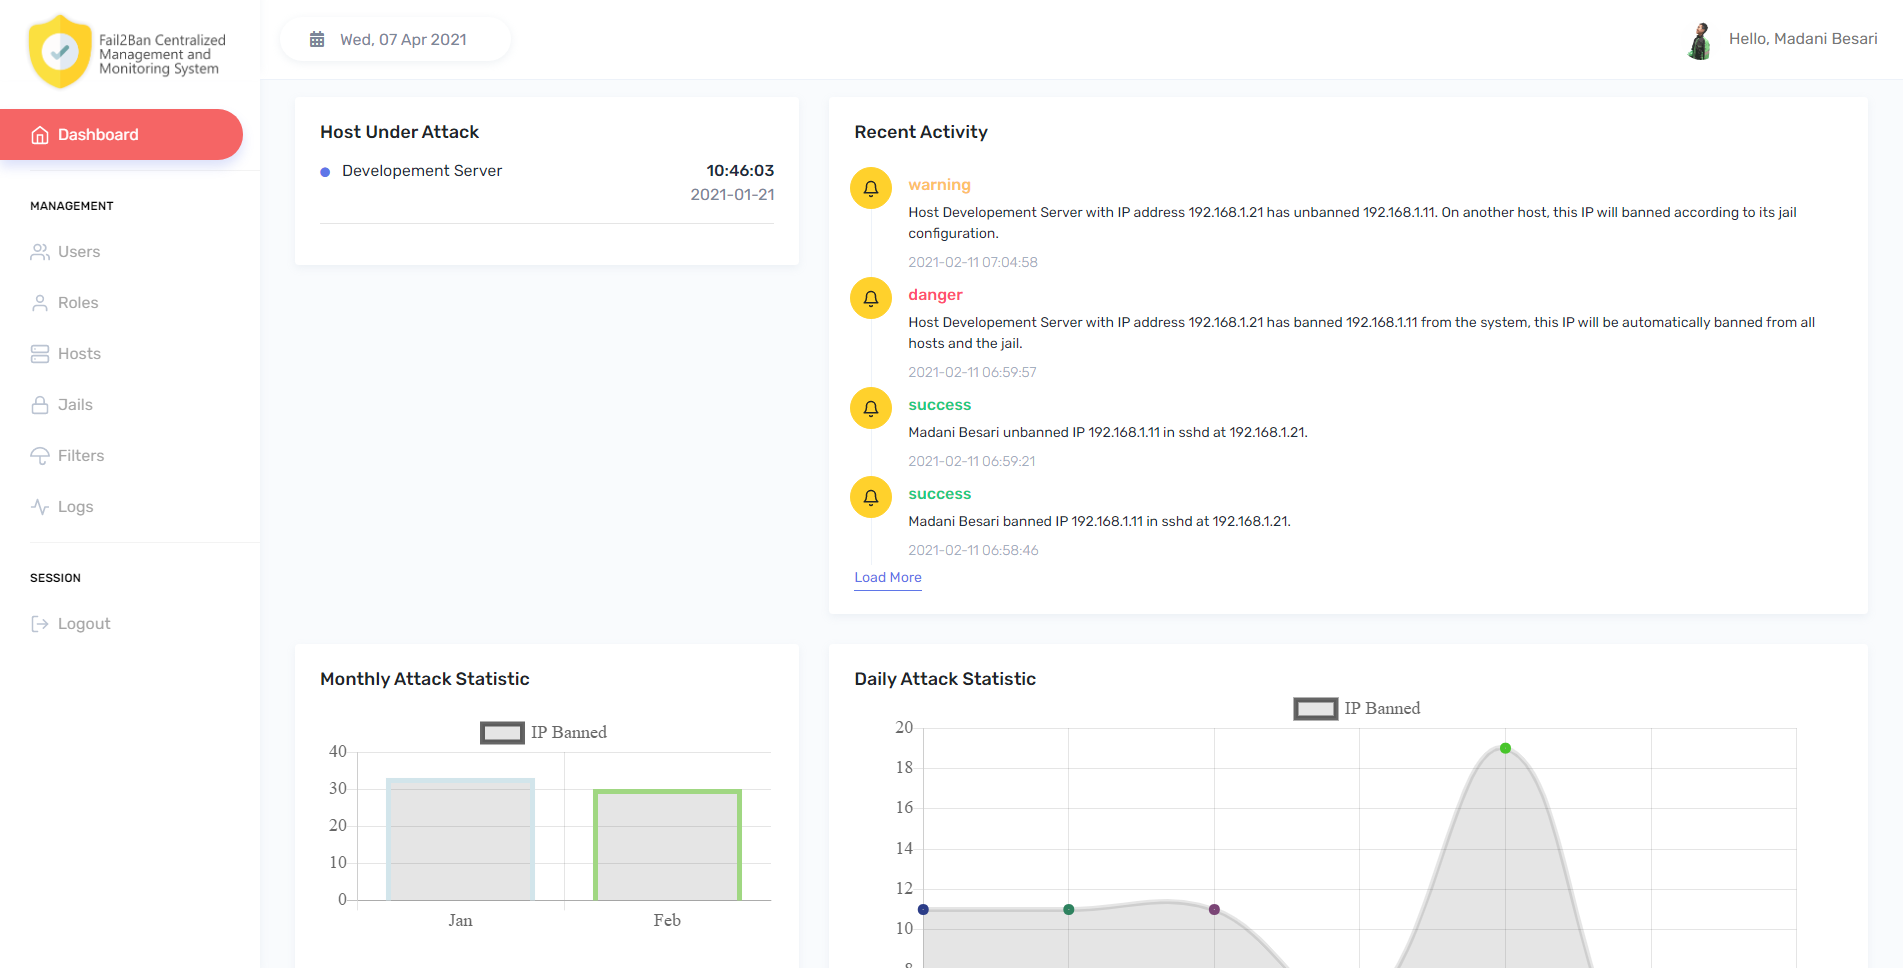 Fail2Ban Centralized
Management and
Monitoring System
Wed, 07 Apr 2021
Hello, Madani Besari
Dashboard
MANAGEMENT
Users
Roles
Hosts
Jails
Filters
Logs
SESSION
Logout
Host Under Attack
Developement Server 10:46:03
2021-01-21
Recent Activity
warning
Host Developement Server with IP address 192.168.1.21 has unbanned 192.168.1.11. On another host, this IP will banned according to its jail
configuration.
2021-02-11 07:04:58
danger
Host Developement Server with IP address 192.168.1.21 has banned 192.168.1.11 from the system, this IP will be automatically banned from all
hosts and the jail.
2021-02-11 06:59:57
success
Madani Besari unbanned IP 192.168.1.11 in sshd at 192.168.1.21.
2021-02-11 06:59:21
success
Madani Besari banned IP 192.168.1.11 in sshd at 192.168.1.21.
2021-02-11 06:58:46
Load More
Monthly Attack Statistic
IP Banned
40
30
20
10
0
Jan Feb
Daily Attack Statistic
IP Banned
20
18
16
14
12
10
8